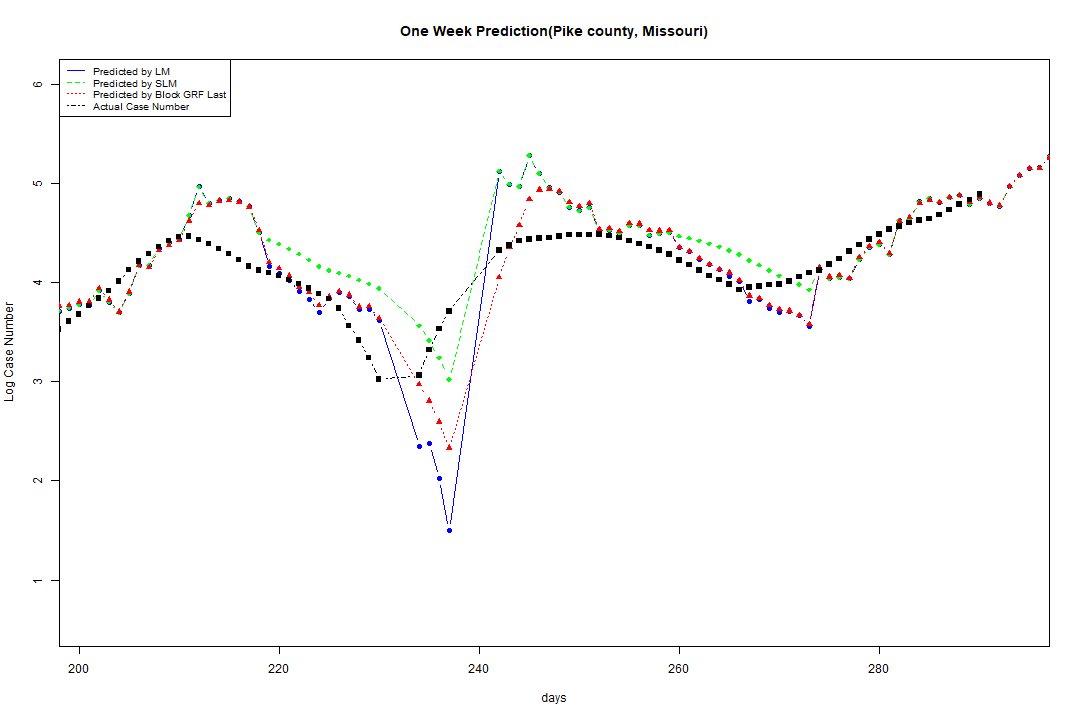 One Week Prediction(Pike county, Missouri)
Predicted by LM
Predicted by SLM
Predicted by Block GRF Last
Actual Case Number
6
5
4
3
2
1
Log Case Number
200 220 240 260 280
days